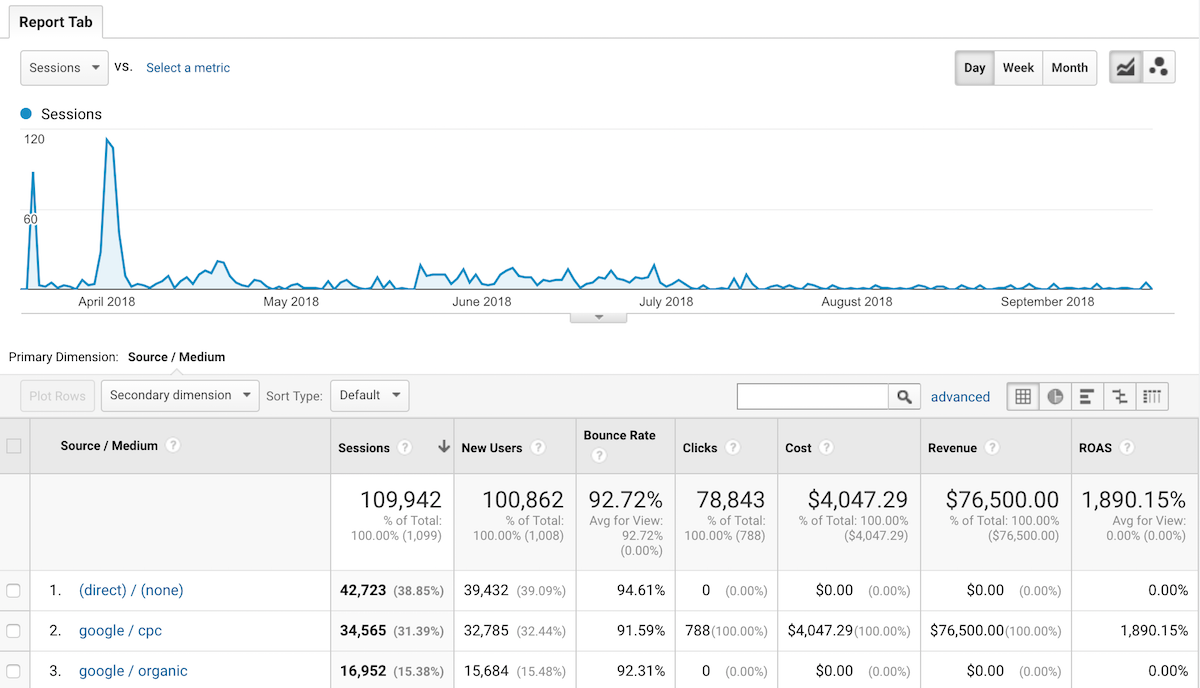 Report Tab
Sessions VS. Select a metric Day Week Month
Sessions
120
60
April 2018 May 2018 June 2018 July 2018 August 2018 September 2018
Primary Dimension: Source / Medium
Plot Rows Secondary dimension Sort Type: Default advanced
Source / Medium ? Sessions ? New Users ? Bounce Rate ? Clicks ? Cost ? Revenue ? ROAS ?
109,942 100,862 92.72% 78,843 $4,047.29 $76,500.00 1,890.15%
% of Total: % of Total: Avg for View: % of Total: % of Total: 100.00% % of Total: 100.00% Avg for View:
100.00% (1,099) 100.00% (1,008) 92.72% 100.00% (788) ($4,047.29) ($76,500.00) 0.00% (0.00%)
(0.00%)
1. (direct) / (none) 42,723 (38.85%) 39,432 (39.09%) 94.61% 0 (0.00%) $0.00 (0.00%) $0.00 (0.00%) 0.00%
2. google / cpc 34,565 (31.39%) 32,785 (32.44%) 91.59% 788(100.00%) $4,047.29(100.00%) $76,500.00(100.00%) 1,890.15%
3. google / organic 16,952 (15.38%) 15,684 (15.48%) 92.31% 0 (0.00%) $0.00 (0.00%) $0.00 (0.00%) 0.00%